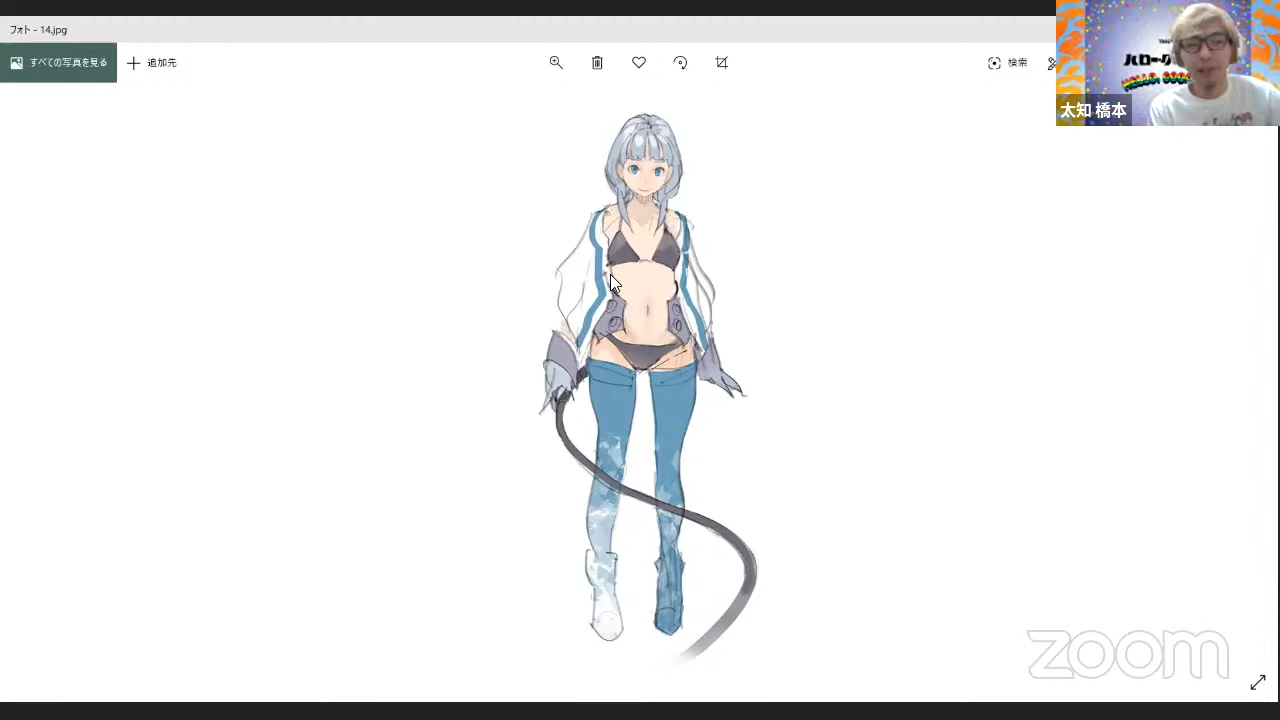 フォト - 14.jpg
すべての写真を見る
追加先
検索
太知 橋本
zoom